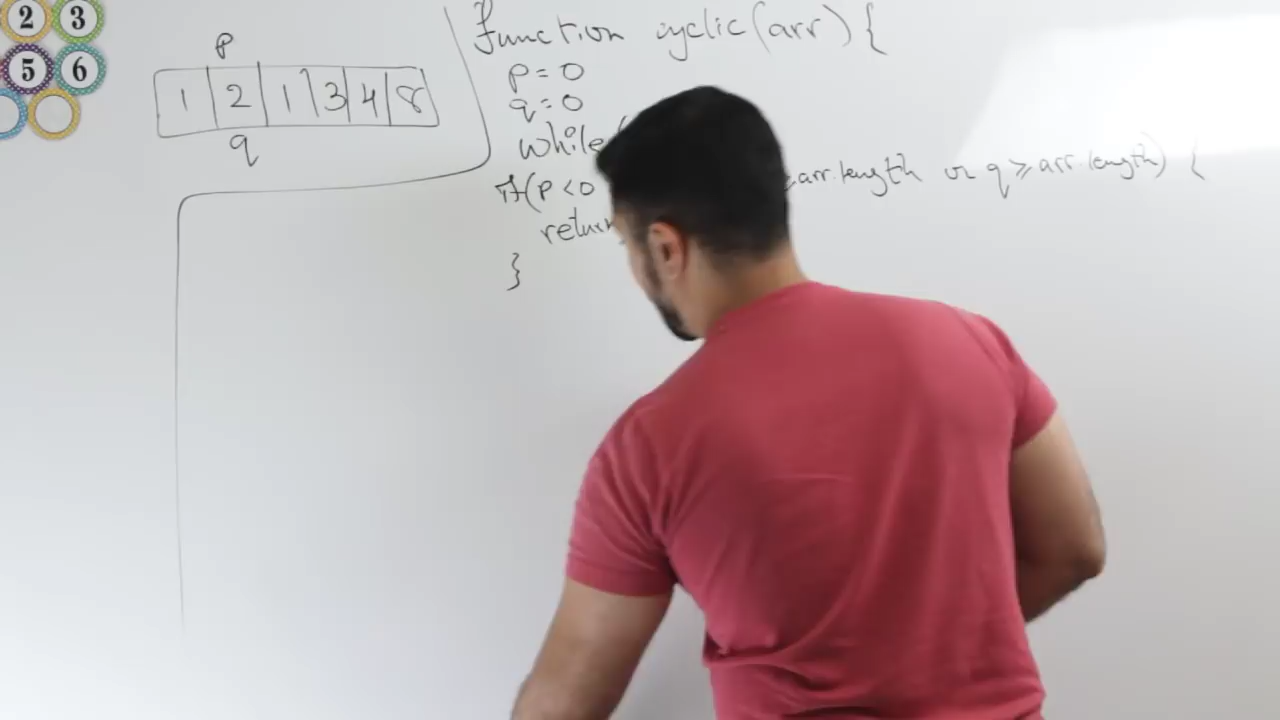 2 3
5 6
p
1 2 1 3 4 8
q
function cyclic(arr) {
p = 0
q = 0
while
if(p < 0 arr.length or q ≥ arr.length) {
return
}